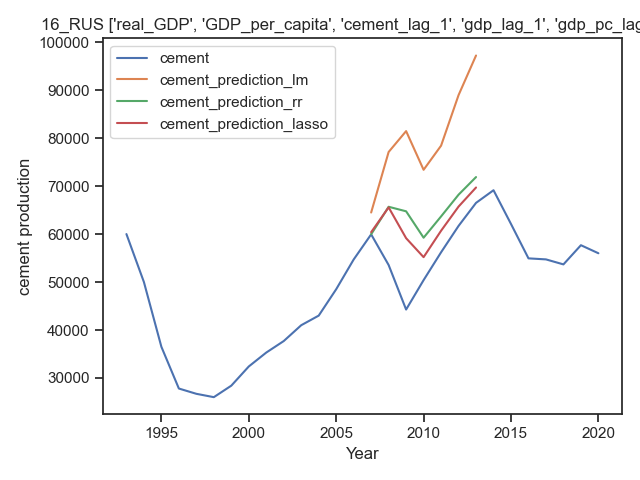 16_RUS ['real_GDP', 'GDP_per_capita', 'cement_lag_1', 'gdp_lag_1', 'gdp_pc_lag
100000
90000
80000
70000
60000
50000
40000
30000
cement production
cement
cement_prediction_lm
cement_prediction_rr
cement_prediction_lasso
1995
2000
2005
2010
2015
2020
Year